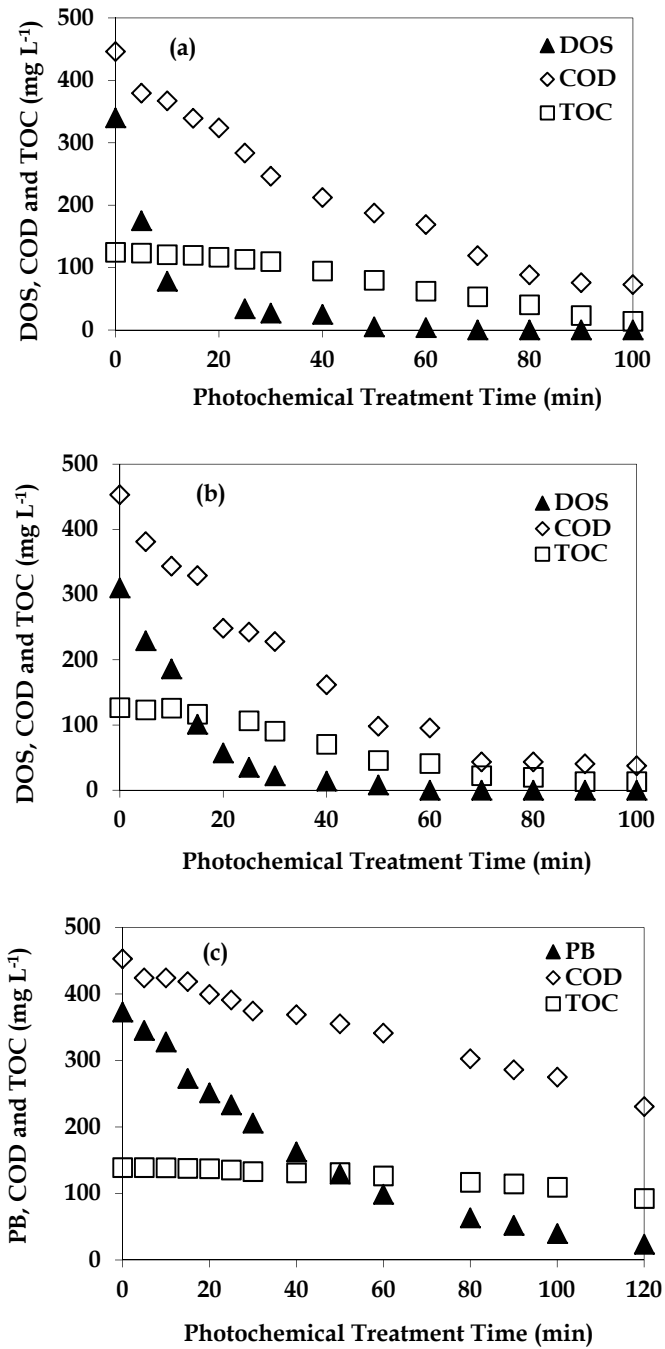 500
(a)
DOS
COD
TOC
400
300
200
100
0
0 20 40 60 80 100
DOS, COD and TOC (mg L-1)
Photochemical Treatment Time (min)
500
(b)
DOS
COD
TOC
400
300
200
100
0
0 20 40 60 80 100
DOS, COD and TOC (mg L-1)
Photochemical Treatment Time (min)
500
(c)
PB
COD
TOC
400
300
200
100
0
0 20 40 60 80 100 120
PB, COD and TOC (mg L-1)
Photochemical Treatment Time (min)